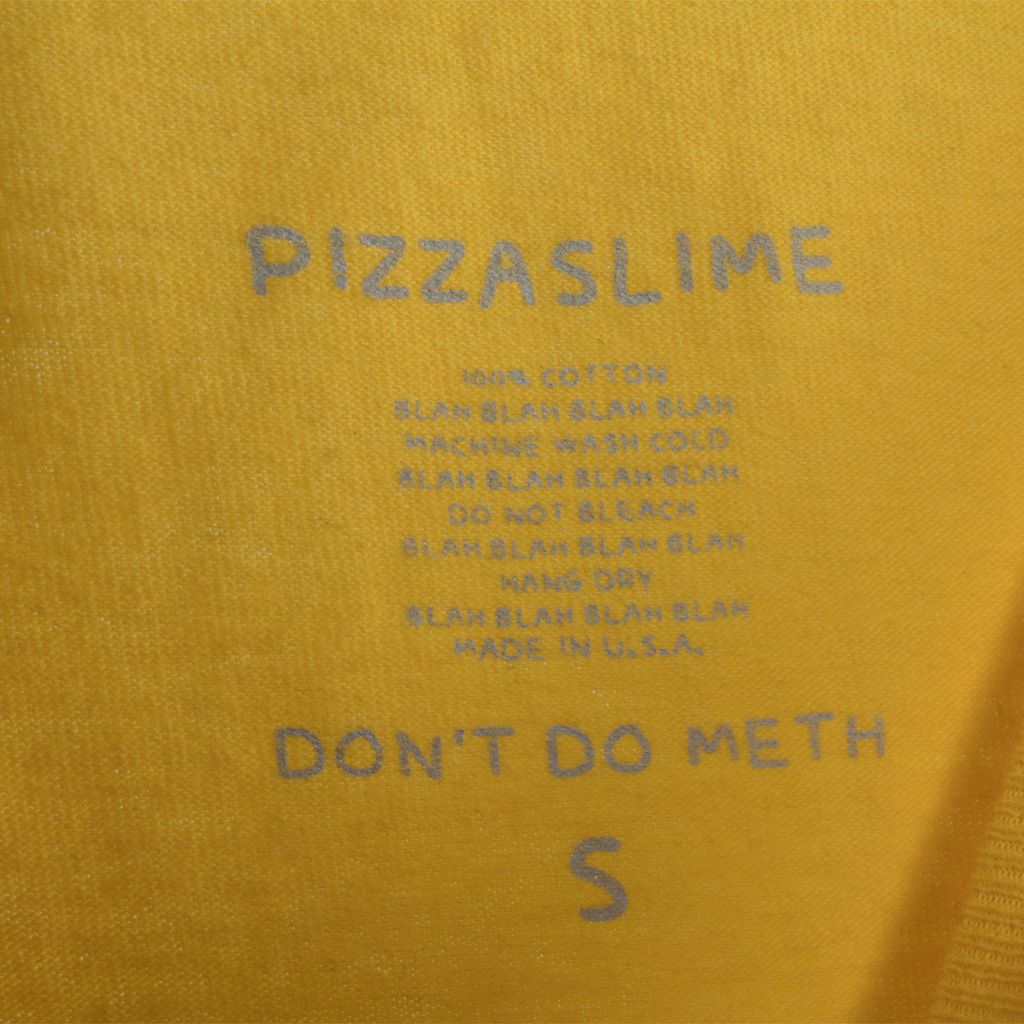 PIZZASLIME
100% COTTON
BLAH BLAH BLAH BLAH
MACHINE WASH COLD
BLAH BLAH BLAH BLAH
DO NOT BLEACH
BLAH BLAH BLAH BLAH
HANG DRY
BLAH BLAH BLAH BLAH
MADE IN U.S.A.
DON'T DO METH
S